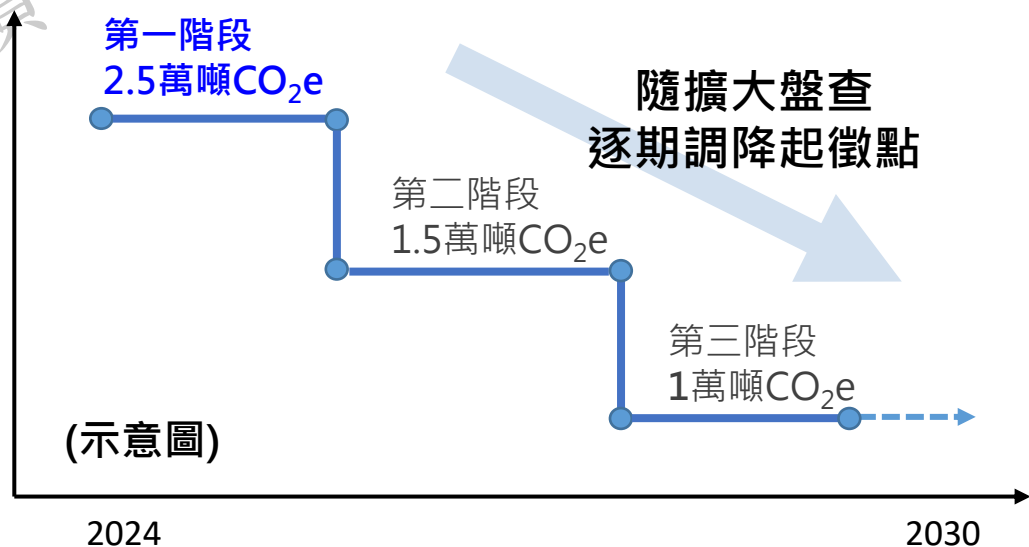 第一階段
2.5萬噸CO₂e
隨擴大盤查
逐期調降起徵點
第二階段
1.5萬噸CO₂e
第三階段
1萬噸CO₂e
(示意圖)
2024
2030